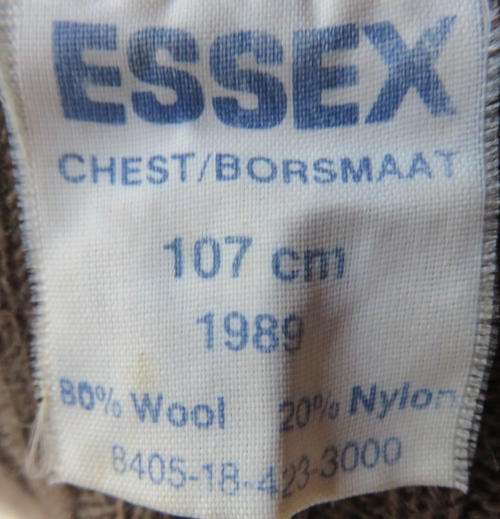 ESSEX
CHEST/BORSMAAT
107 cm
1989
80% Wool 20% Nylon
8405-18-423-3000